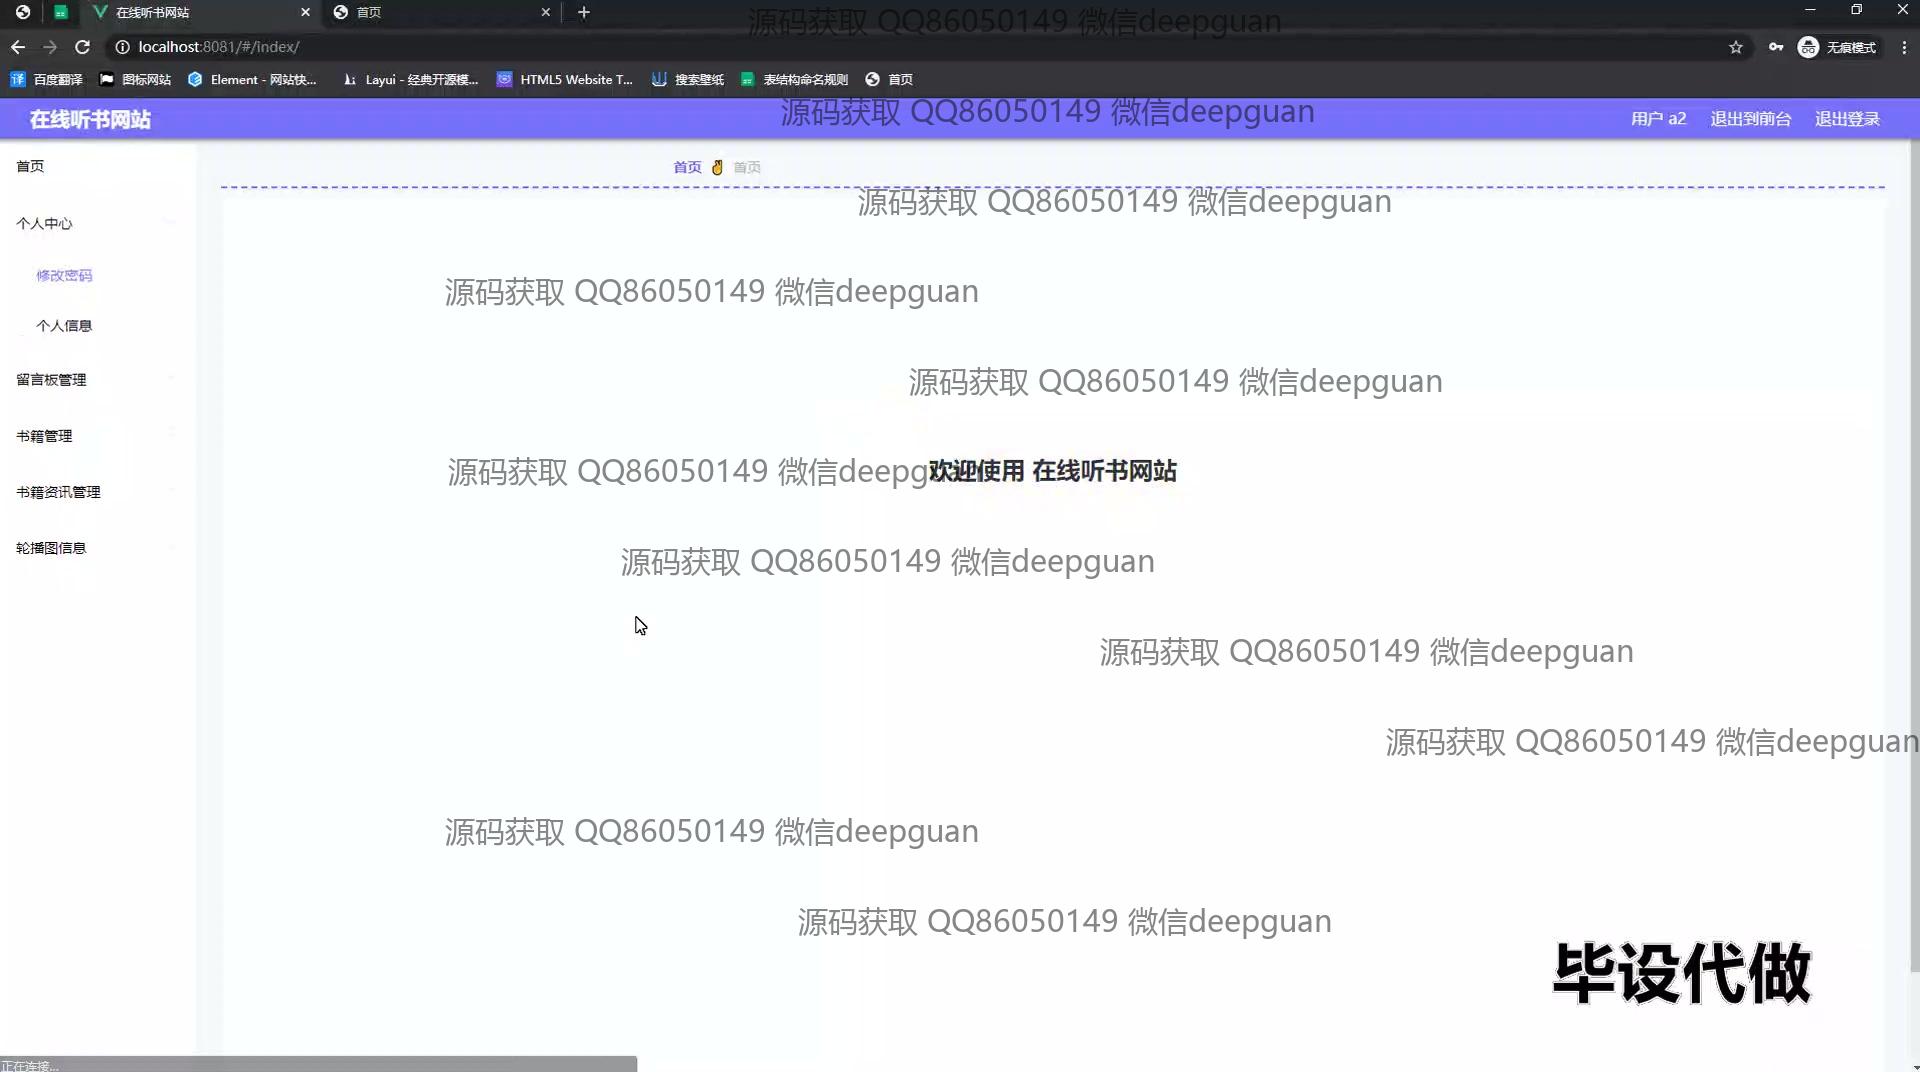 在线听书网站
首页
源码获取 QQ86050149 微信deepguan
localhost:8081/#/index/
无痕模式
百度翻译
图标网站
Element - 网站快...
Layui - 经典开源模...
HTML5 Website T...
搜索壁纸
表结构命名规则
首页
在线听书网站
源码获取 QQ86050149 微信deepguan
用户 a2
退出到前台
退出登录
首页
首页
首页
源码获取 QQ86050149 微信deepguan
个人中心
修改密码
源码获取 QQ86050149 微信deepguan
个人信息
留言板管理
源码获取 QQ86050149 微信deepguan
书籍管理
源码获取 QQ86050149 微信deepguan
欢迎使用 在线听书网站
书籍资讯管理
轮播图信息
源码获取 QQ86050149 微信deepguan
源码获取 QQ86050149 微信deepguan
源码获取 QQ86050149 微信deepguan
源码获取 QQ86050149 微信deepguan
源码获取 QQ86050149 微信deepguan
毕设代做
正在连接...